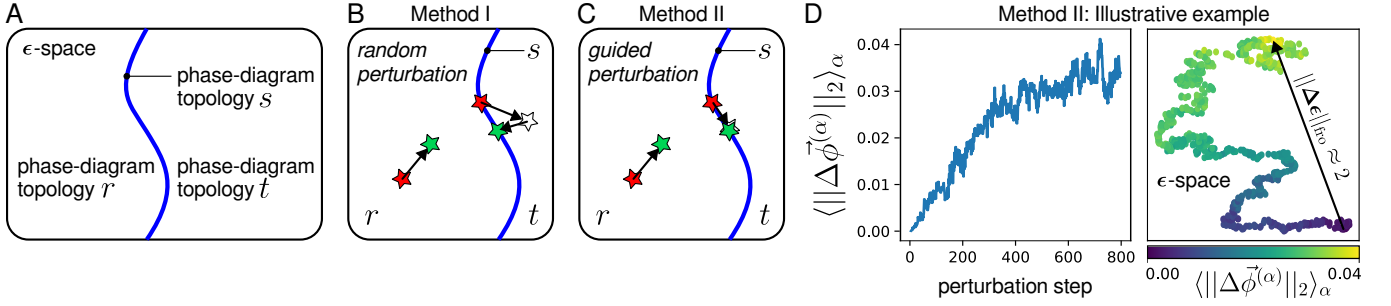 A
ϵ-space
phase-diagram
topology s
phase-diagram
topology r
phase-diagram
topology t
B
Method I
random
perturbation
s
r
t
C
Method II
guided
perturbation
s
r
t
D
Method II: Illustrative example
⟨||Δϕ⃗^(α)||₂⟩_α
0.04
0.03
0.02
0.01
0.00
0
200
400
600
800
perturbation step
||Δϵ||_fro ≈ 2
ϵ-space
0.00
0.04
⟨||Δϕ⃗^(α)||₂⟩_α